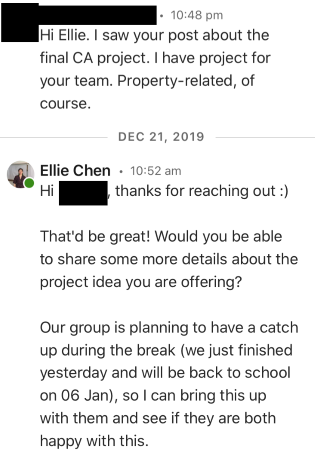 · 10:48 pm
Hi Ellie. I saw your post about the
final CA project. I have project for
your team. Property-related, of
course.
DEC 21, 2019
Ellie Chen · 10:52 am
Hi , thanks for reaching out :)
That'd be great! Would you be able
to share some more details about the
project idea you are offering?
Our group is planning to have a catch
up during the break (we just finished
yesterday and will be back to school
on 06 Jan), so I can bring this up
with them and see if they are both
happy with this.